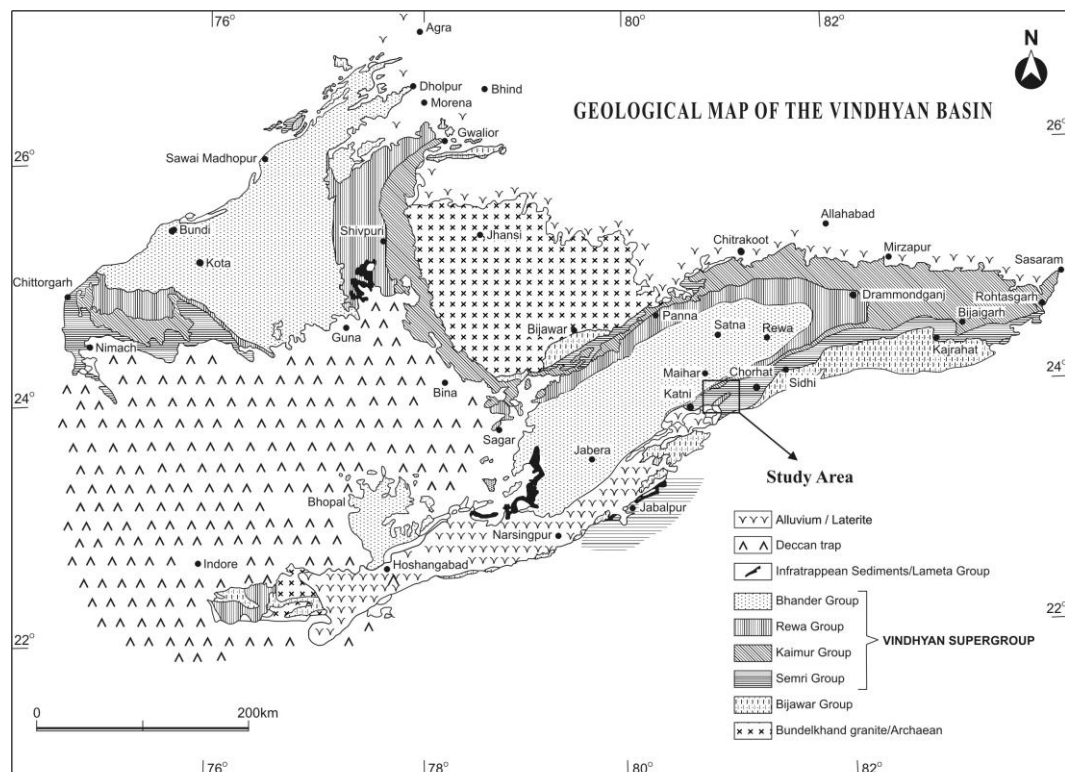 76°
78°
80°
82°
N
GEOLOGICAL MAP OF THE VINDHYAN BASIN
Agra
Dholpur
Bhind
Morena
Gwalior
26°
26°
Sawai Madhopur
Allahabad
Bundi
Shivpuri
Jhansi
Chitrakoot
Mirzapur
Sasaram
Kota
Chittorgarh
Drammondganj
Rohtasgarh
Panna
Bijaigarh
Guna
Bijawar
Satna
Rewa
Nimach
Kajrahat
Maihar
Chorhat
Sidhi
24°
24°
Bina
Katni
Sagar
Jabera
Study Area
Bhopal
Jabalpur
Narsingpur
Indore
Hoshangabad
22°
22°
Alluvium / Laterite
Deccan trap
Infratrappean Sediments/Lameta Group
Bhander Group
Rewa Group
Kaimur Group
Semri Group
VINDHYAN SUPERGROUP
Bijawar Group
Bundelkhand granite/Archaean
0
200km
76°
78°
80°
82°